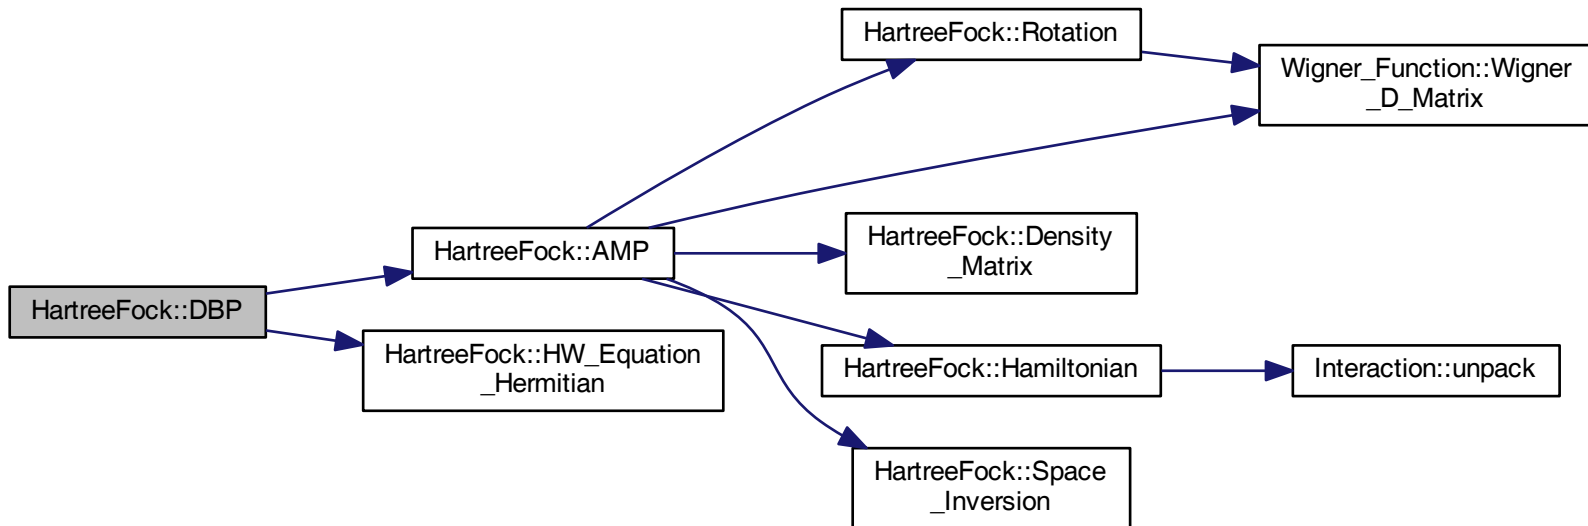 HartreeFock::DBP
HartreeFock::AMP
HartreeFock::HW_Equation
_Hermitian
HartreeFock::Rotation
Wigner_Function::Wigner
_D_Matrix
HartreeFock::Density
_Matrix
HartreeFock::Hamiltonian
Interaction::unpack
HartreeFock::Space
_Inversion